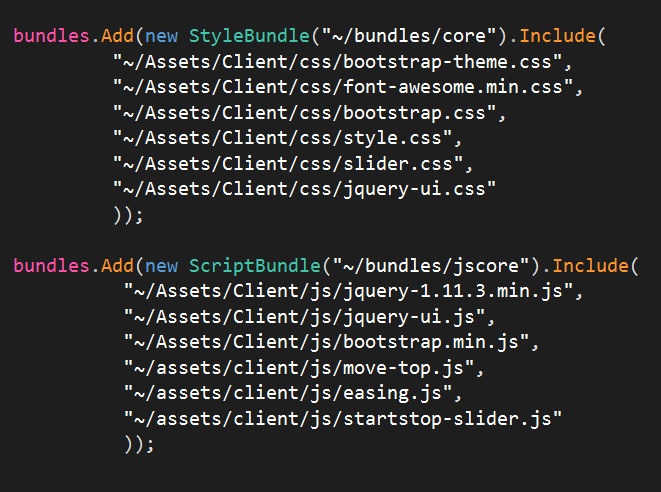 bundles.Add(new StyleBundle("~/bundles/core").Include(
"~/Assets/Client/css/bootstrap-theme.css",
"~/Assets/Client/css/font-awesome.min.css",
"~/Assets/Client/css/bootstrap.css",
"~/Assets/Client/css/style.css",
"~/Assets/Client/css/slider.css",
"~/Assets/Client/css/jquery-ui.css"
));
bundles.Add(new ScriptBundle("~/bundles/jscore").Include(
"~/Assets/Client/js/jquery-1.11.3.min.js",
"~/Assets/Client/js/jquery-ui.js",
"~/Assets/Client/js/bootstrap.min.js",
"~/assets/client/js/move-top.js",
"~/assets/client/js/easing.js",
"~/assets/client/js/startstop-slider.js"
));